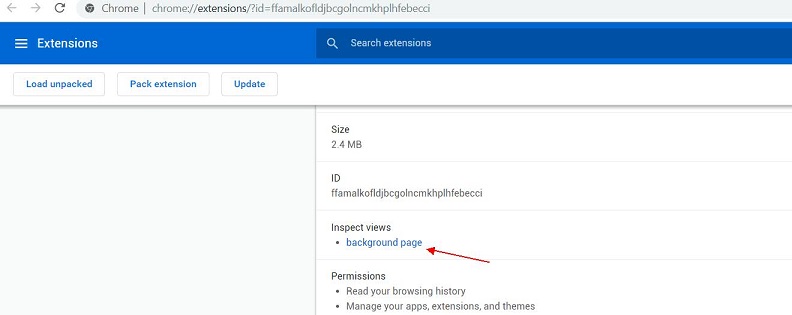 Chrome | chrome://extensions/?id=ffamalkofldjbcgolncmkhplhfebecci
Extensions
Search extensions
Load unpacked
Pack extension
Update
Size
2.4 MB
ID
ffamalkofldjbcgolncmkhplhfebecci
Inspect views
• background page
Permissions
• Read your browsing history
• Manage your apps, extensions, and themes